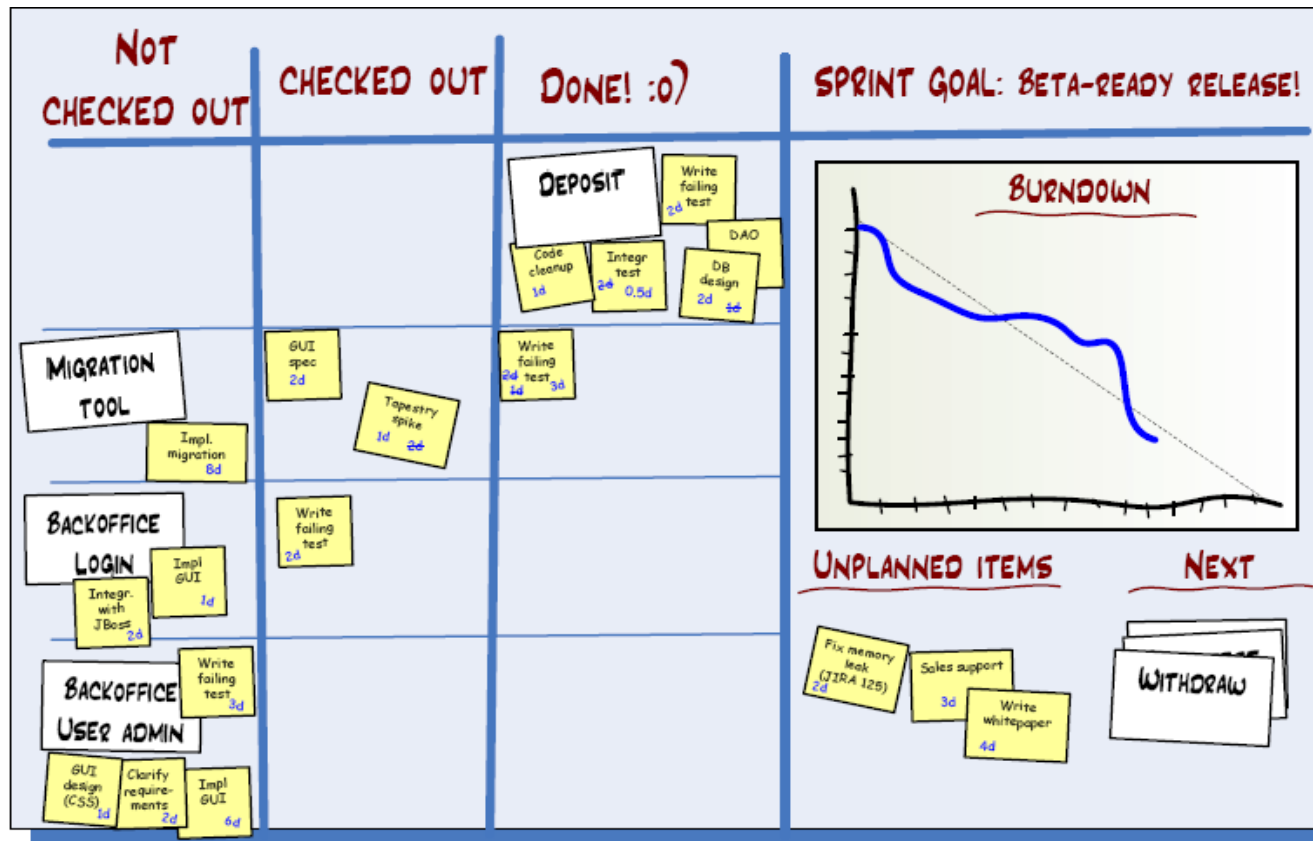 NOT
CHECKED OUT
CHECKED OUT
DONE! :o)
SPRINT GOAL: BETA-READY RELEASE!
DEPOSIT
Write
failing
test
2d
DAO
Code
cleanup
1d
Integr
test
2d
0.5d
DB
design
2d
1d
BURNDOWN
MIGRATION
TOOL
Impl.
migration
8d
GUI
spec
2d
Tapestry
spike
1d
2d
Write
failing
test
2d
1d
3d
BACKOFFICE
LOGIN
Impl
GUI
1d
Integr.
with
JBoss
2d
Write
failing
test
2d
BACKOFFICE
USER ADMIN
Write
failing
test
3d
GUI
design
(CSS)
1d
Clarify
require-
ments
2d
Impl
GUI
6d
UNPLANNED ITEMS
NEXT
Fix memory
leak
(JIRA 125)
2d
Sales support
3d
Write
whitepaper
4d
WITHDRAW